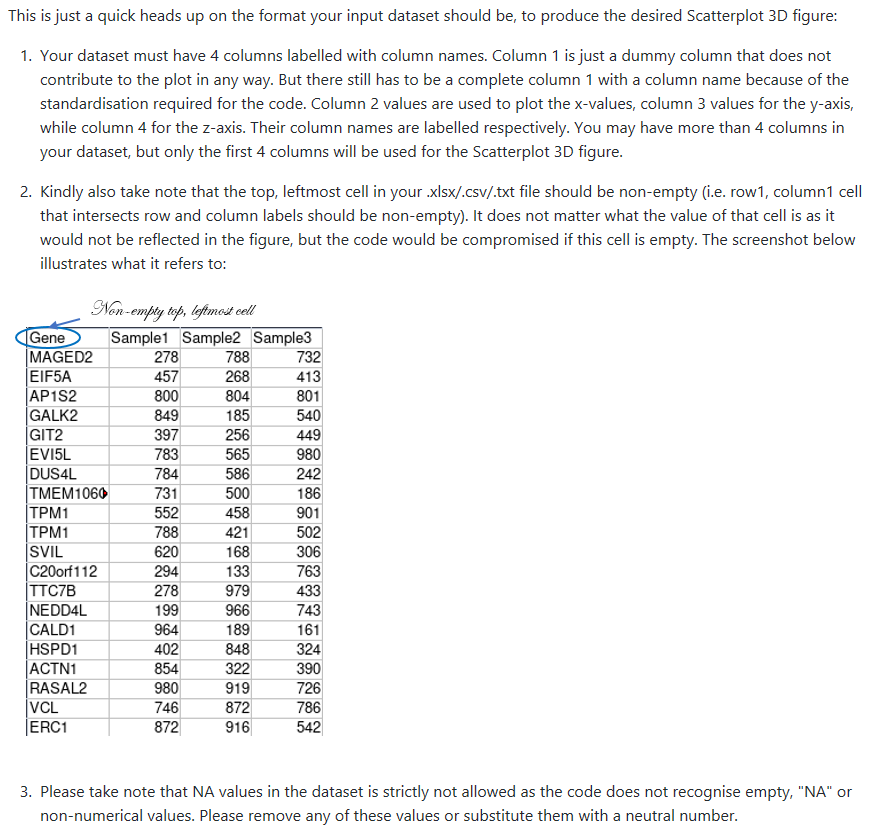 This is just a quick heads up on the format your input dataset should be, to produce the desired Scatterplot 3D figure:
1. Your dataset must have 4 columns labelled with column names. Column 1 is just a dummy column that does not
contribute to the plot in any way. But there still has to be a complete column 1 with a column name because of the
standardisation required for the code. Column 2 values are used to plot the x-values, column 3 values for the y-axis,
while column 4 for the z-axis. Their column names are labelled respectively. You may have more than 4 columns in
your dataset, but only the first 4 columns will be used for the Scatterplot 3D figure.
2. Kindly also take note that the top, leftmost cell in your .xlsx/.csv/.txt file should be non-empty (i.e. row1, column1 cell
that intersects row and column labels should be non-empty). It does not matter what the value of that cell is as it
would not be reflected in the figure, but the code would be compromised if this cell is empty. The screenshot below
illustrates what it refers to:
Non-empty top, leftmost cell
Gene Sample1 Sample2 Sample3
MAGED2 278 788 732
EIF5A 457 268 413
AP1S2 800 804 801
GALK2 849 185 540
GIT2 397 256 449
EVI5L 783 565 980
DUS4L 784 586 242
TMEM106 731 500 186
TPM1 552 458 901
TPM1 788 421 502
SVIL 620 168 306
C20orf112 294 133 763
TTC7B 278 979 433
NEDD4L 199 966 743
CALD1 964 189 161
HSPD1 402 848 324
ACTN1 854 322 390
RASAL2 980 919 726
VCL 746 872 786
ERC1 872 916 542
3. Please take note that NA values in the dataset is strictly not allowed as the code does not recognise empty, "NA" or
non-numerical values. Please remove any of these values or substitute them with a neutral number.